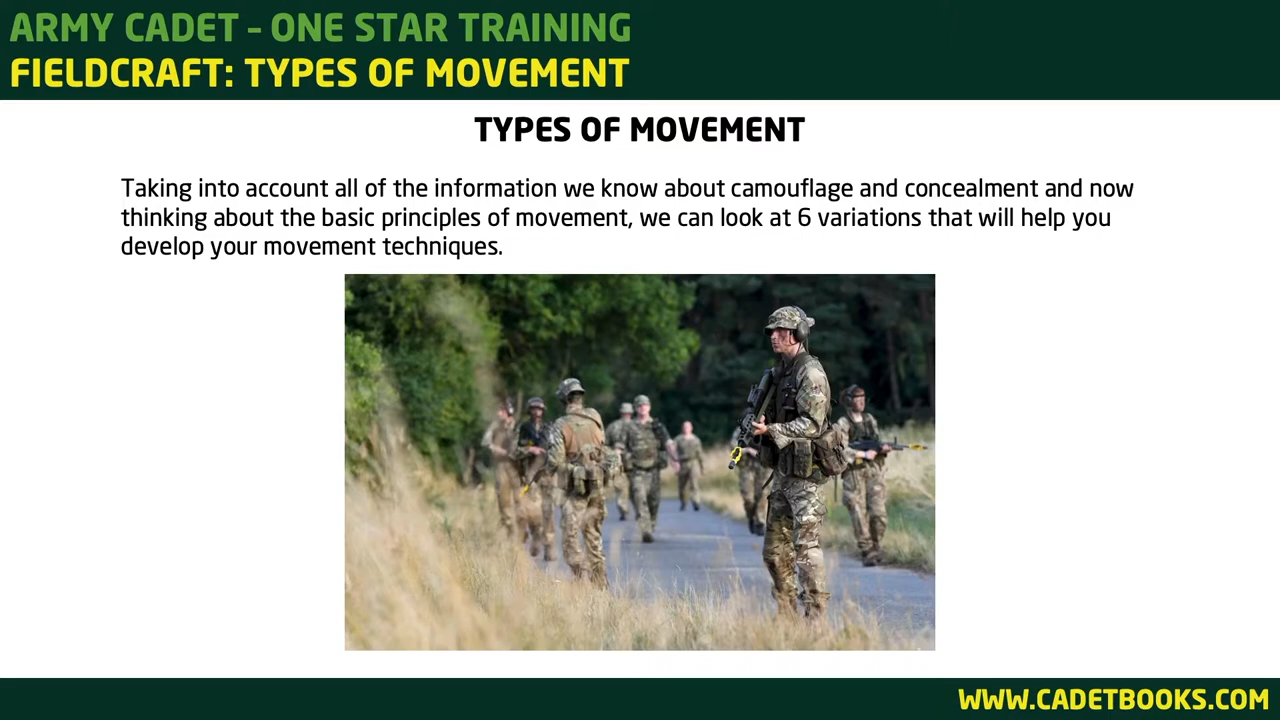 ARMY CADET – ONE STAR TRAINING
FIELDCRAFT: TYPES OF MOVEMENT
TYPES OF MOVEMENT
Taking into account all of the information we know about camouflage and concealment and now
thinking about the basic principles of movement, we can look at 6 variations that will help you
develop your movement techniques.
WWW.CADETBOOKS.COM